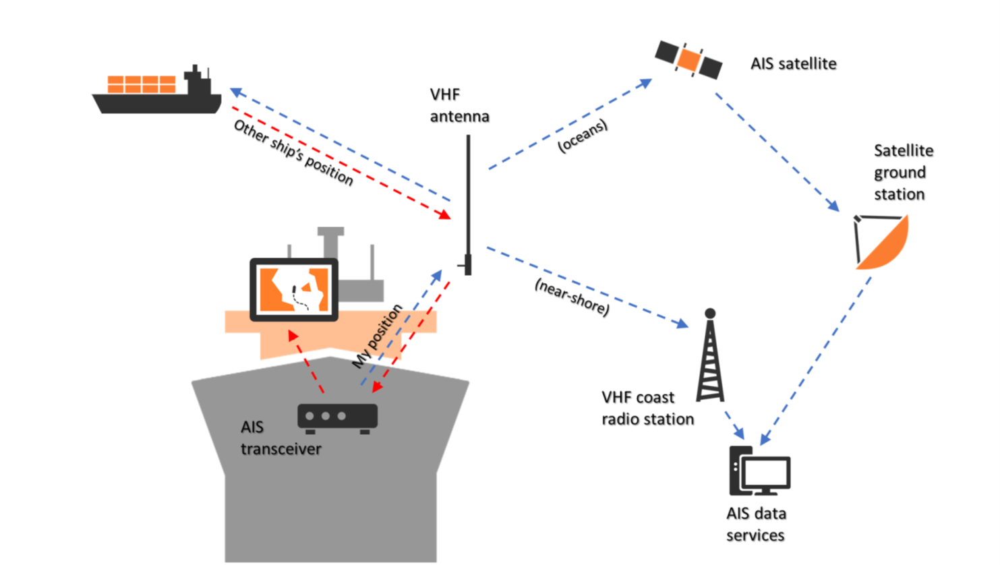 AIS satellite
VHF
antenna
(oceans)
Other ship's position
Satellite
ground
station
(near-shore)
My position
VHF coast
radio station
AIS
transceiver
AIS data
services